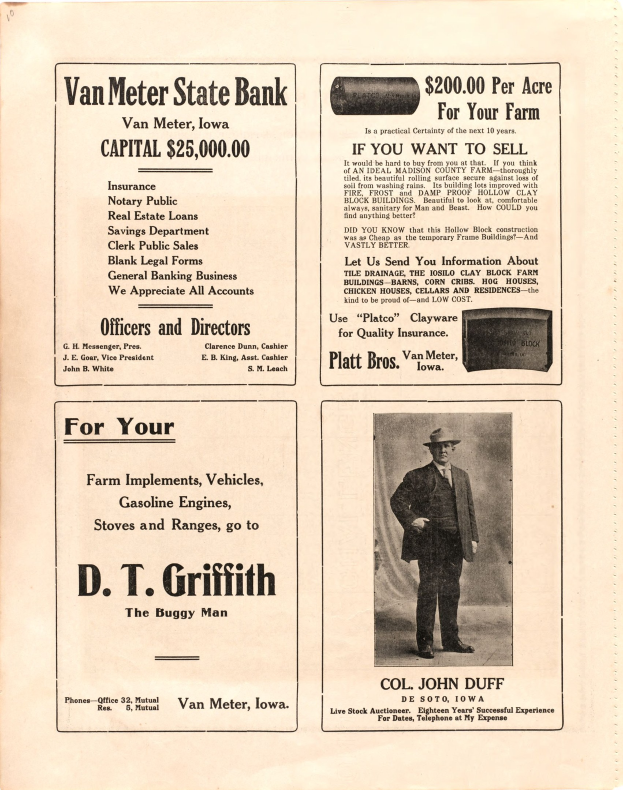 10
Van Meter State Bank
Van Meter, Iowa
CAPITAL $25,000.00
Insurance
Notary Public
Real Estate Loans
Savings Department
Clerk Public Sales
Blank Legal Forms
General Banking Business
We Appreciate All Accounts
Officers and Directors
G. H. Messenger, Pres. Clarence Dunn, Cashier
J. E. Goar, Vice President E. B. King, Asst. Cashier
John B. White S. M. Leach
$200.00 Per Acre
For Your Farm
Is a practical Certainty of the next 10 years.
IF YOU WANT TO SELL
It would be hard to buy from you at that. If you think
of AN IDEAL MADISON COUNTY FARM—thoroughly
tiled, its beautiful rolling surface secure against loss of
soil from washing rains. Its building lots improved with
FIRE, FROST and DAMP PROOF HOLLOW CLAY
BLOCK BUILDINGS. Beautiful to look at, comfortable
always, sanitary for Man and Beast. How COULD you
find anything better?
DID YOU KNOW that this Hollow Block construction
was as Cheap as the temporary Frame Buildings?—And
VASTLY BETTER.
Let Us Send You Information About
TILE DRAINAGE, THE IOSILO CLAY BLOCK FARM
BUILDINGS—BARNS, CORN CRIBS. HOG HOUSES,
CHICKEN HOUSES, CELLARS AND RESIDENCES—the
kind to be proud of—and LOW COST.
Use "Platco" Clayware
for Quality Insurance.
Platt Bros. Van Meter,
Iowa.
BLOCK
For Your
Farm Implements, Vehicles,
Gasoline Engines,
Stoves and Ranges, go to
D. T. Griffith
The Buggy Man
Phones—Office 32, Mutual
Res. 5, Mutual
Van Meter, Iowa.
COL. JOHN DUFF
DE SOTO, IOWA
Live Stock Auctioneer. Eighteen Years' Successful Experience
For Dates, Telephone at My Expense